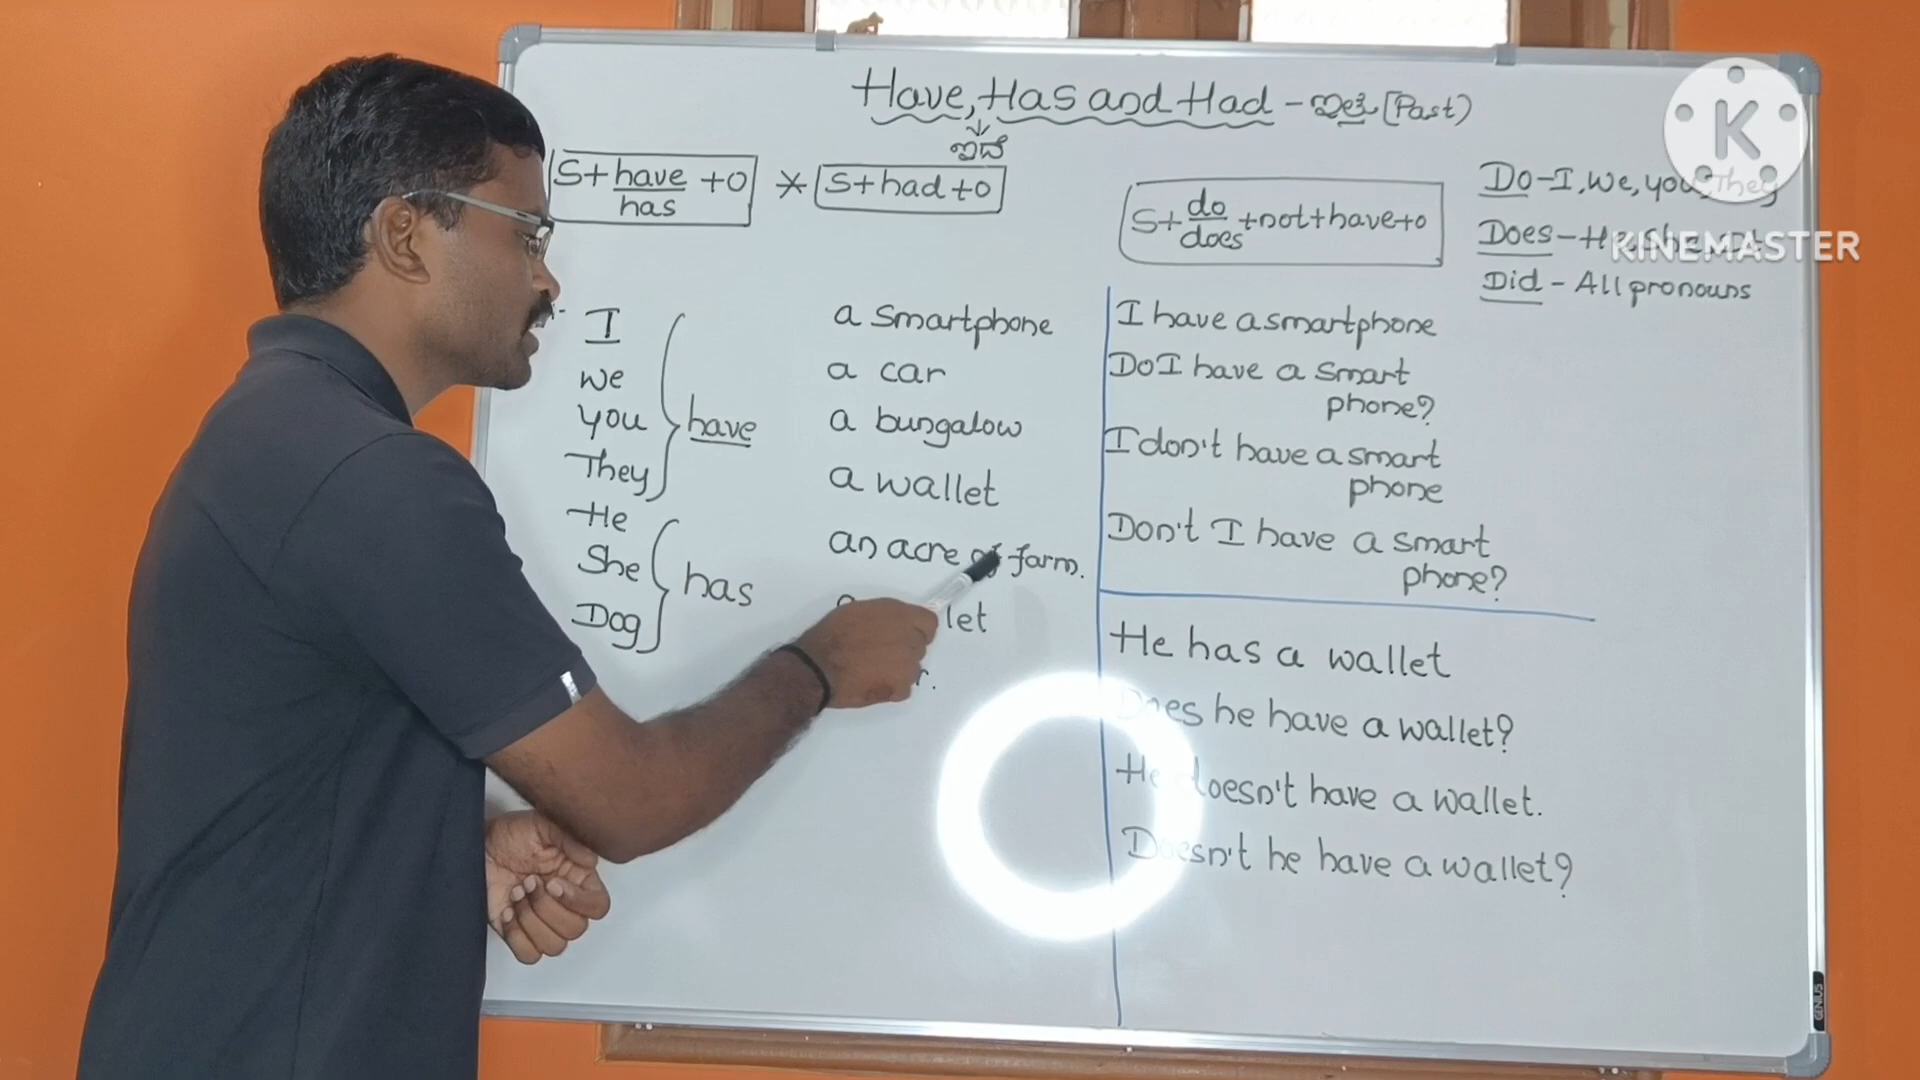 Have, Has and Had - ಇತ್ತು (Past)
ಇದೆ
S+have/has+O * S+had+O
S+do/does+not+have+o
Do-I, we, you, They
Does-He, She, It
Did - All pronouns
I
we
you
They
have
He
She
Dog
has
a smartphone
a car
a bungalow
a wallet
an acre of farm.
I have a smartphone
Do I have a smart
phone?
I don't have a smart
phone
Don't I have a smart
phone?
He has a wallet
Does he have a wallet?
He doesn't have a wallet.
Doesn't he have a wallet?
K
KINEMASTER
GENIUS